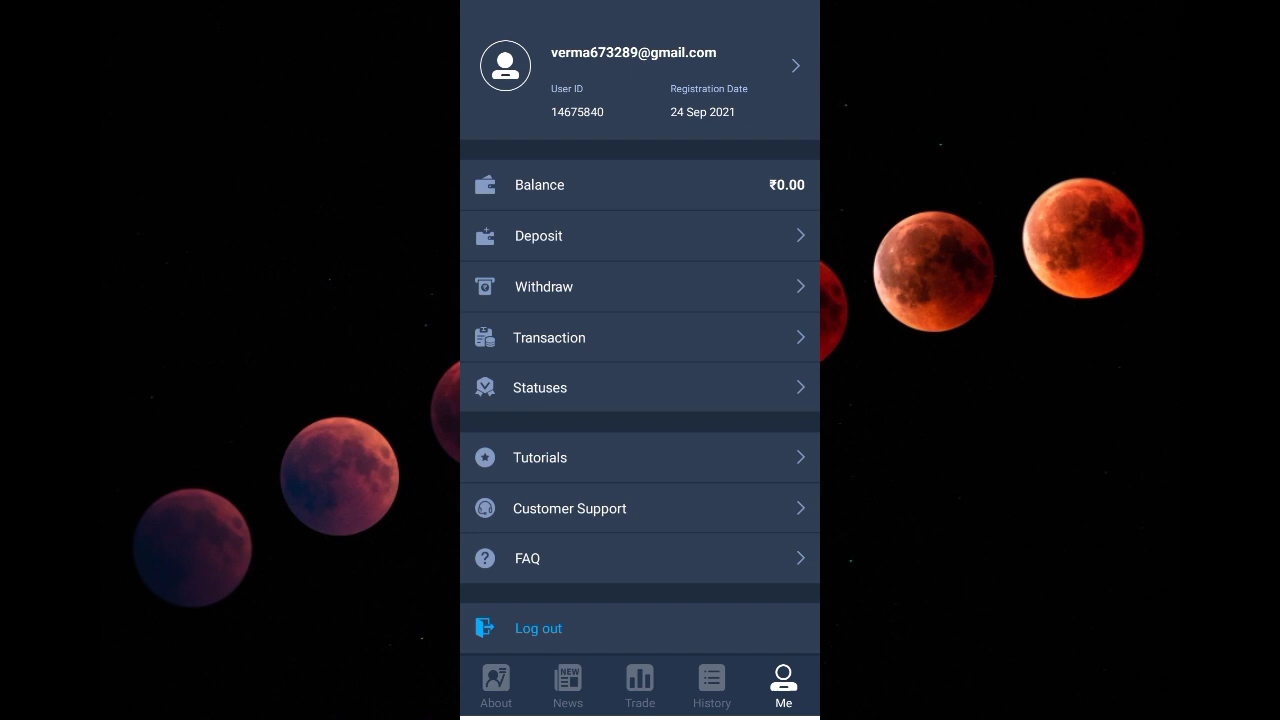 verma673289@gmail.com
User ID
Registration Date
14675840
24 Sep 2021
Balance
₹0.00
Deposit
Withdraw
Transaction
Statuses
Tutorials
Customer Support
FAQ
Log out
NEW
About
News
Trade
History
Me